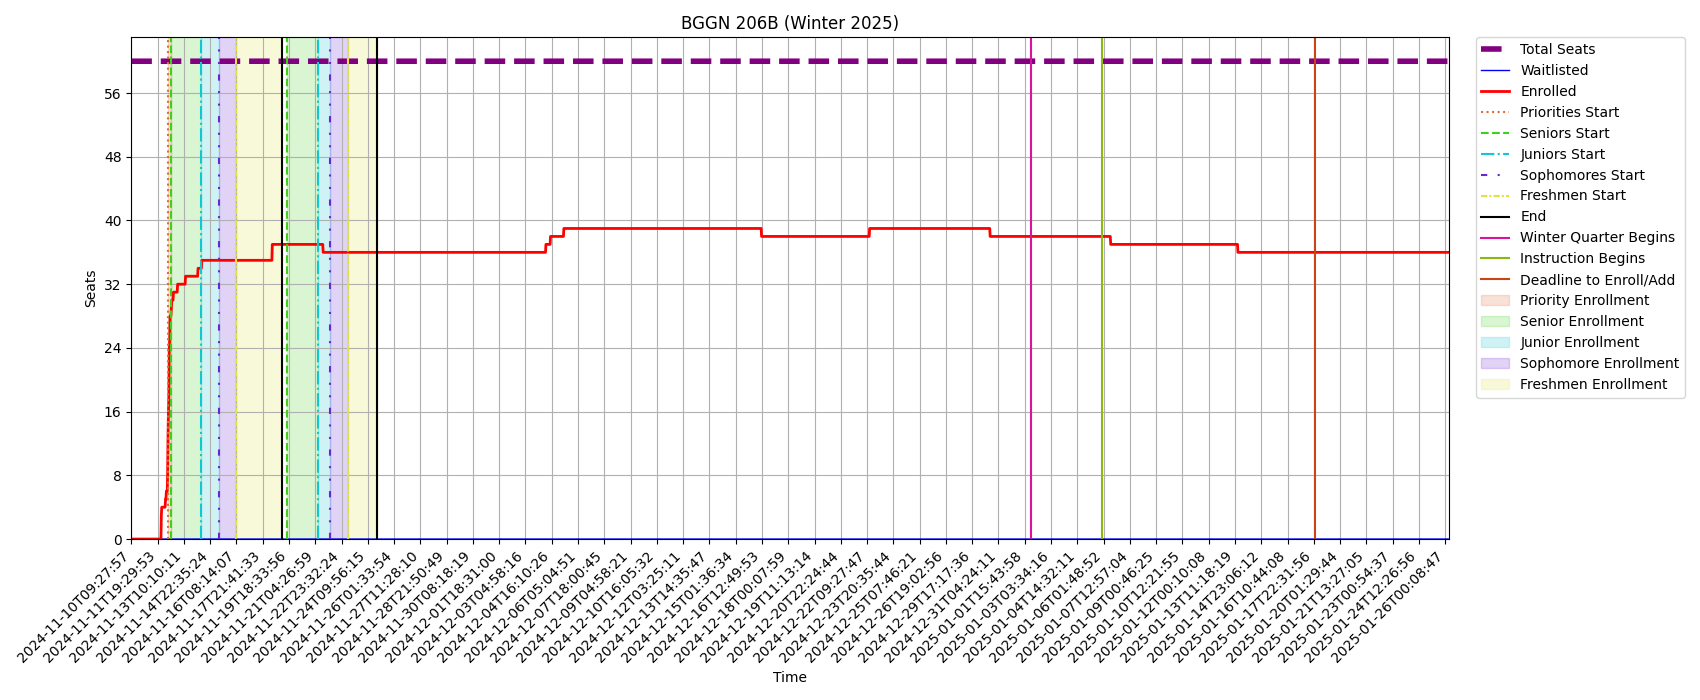 BGGN 206B (Winter 2025)
Seats
56
48
40
32
24
16
8
0
2024-11-10T09:27:57
2024-11-11T19:29:53
2024-11-13T10:10:11
2024-11-14T22:35:24
2024-11-16T08:14:07
2024-11-17T21:41:33
2024-11-19T18:33:56
2024-11-21T04:26:59
2024-11-22T23:32:24
2024-11-24T09:56:15
2024-11-26T01:33:54
2024-11-27T11:28:10
2024-11-28T21:50:49
2024-11-30T08:18:19
2024-12-01T18:31:00
2024-12-03T04:58:16
2024-12-04T16:10:26
2024-12-06T05:04:51
2024-12-07T18:00:45
2024-12-09T04:58:21
2024-12-10T16:05:32
2024-12-12T03:25:11
2024-12-13T14:35:47
2024-12-15T01:36:34
2024-12-16T12:49:53
2024-12-18T00:07:59
2024-12-19T11:13:14
2024-12-20T22:24:44
2024-12-22T09:27:47
2024-12-23T20:35:44
2024-12-25T07:46:21
2024-12-26T19:02:56
2024-12-29T17:17:36
2024-12-31T04:24:11
2025-01-01T15:43:58
2025-01-03T03:34:16
2025-01-04T14:32:11
2025-01-06T01:48:52
2025-01-07T12:57:04
2025-01-09T00:46:23
2025-01-10T12:21:55
2025-01-12T00:10:08
2025-01-13T11:18:19
2025-01-14T23:06:12
2025-01-16T10:44:08
2025-01-17T22:31:56
2025-01-20T01:29:44
2025-01-21T13:27:05
2025-01-23T00:54:37
2025-01-24T12:26:56
2025-01-26T00:08:47
Time
Total Seats
Waitlisted
Enrolled
Priorities Start
Seniors Start
Juniors Start
Sophomores Start
Freshmen Start
End
Winter Quarter Begins
Instruction Begins
Deadline to Enroll/Add
Priority Enrollment
Senior Enrollment
Junior Enrollment
Sophomore Enrollment
Freshmen Enrollment